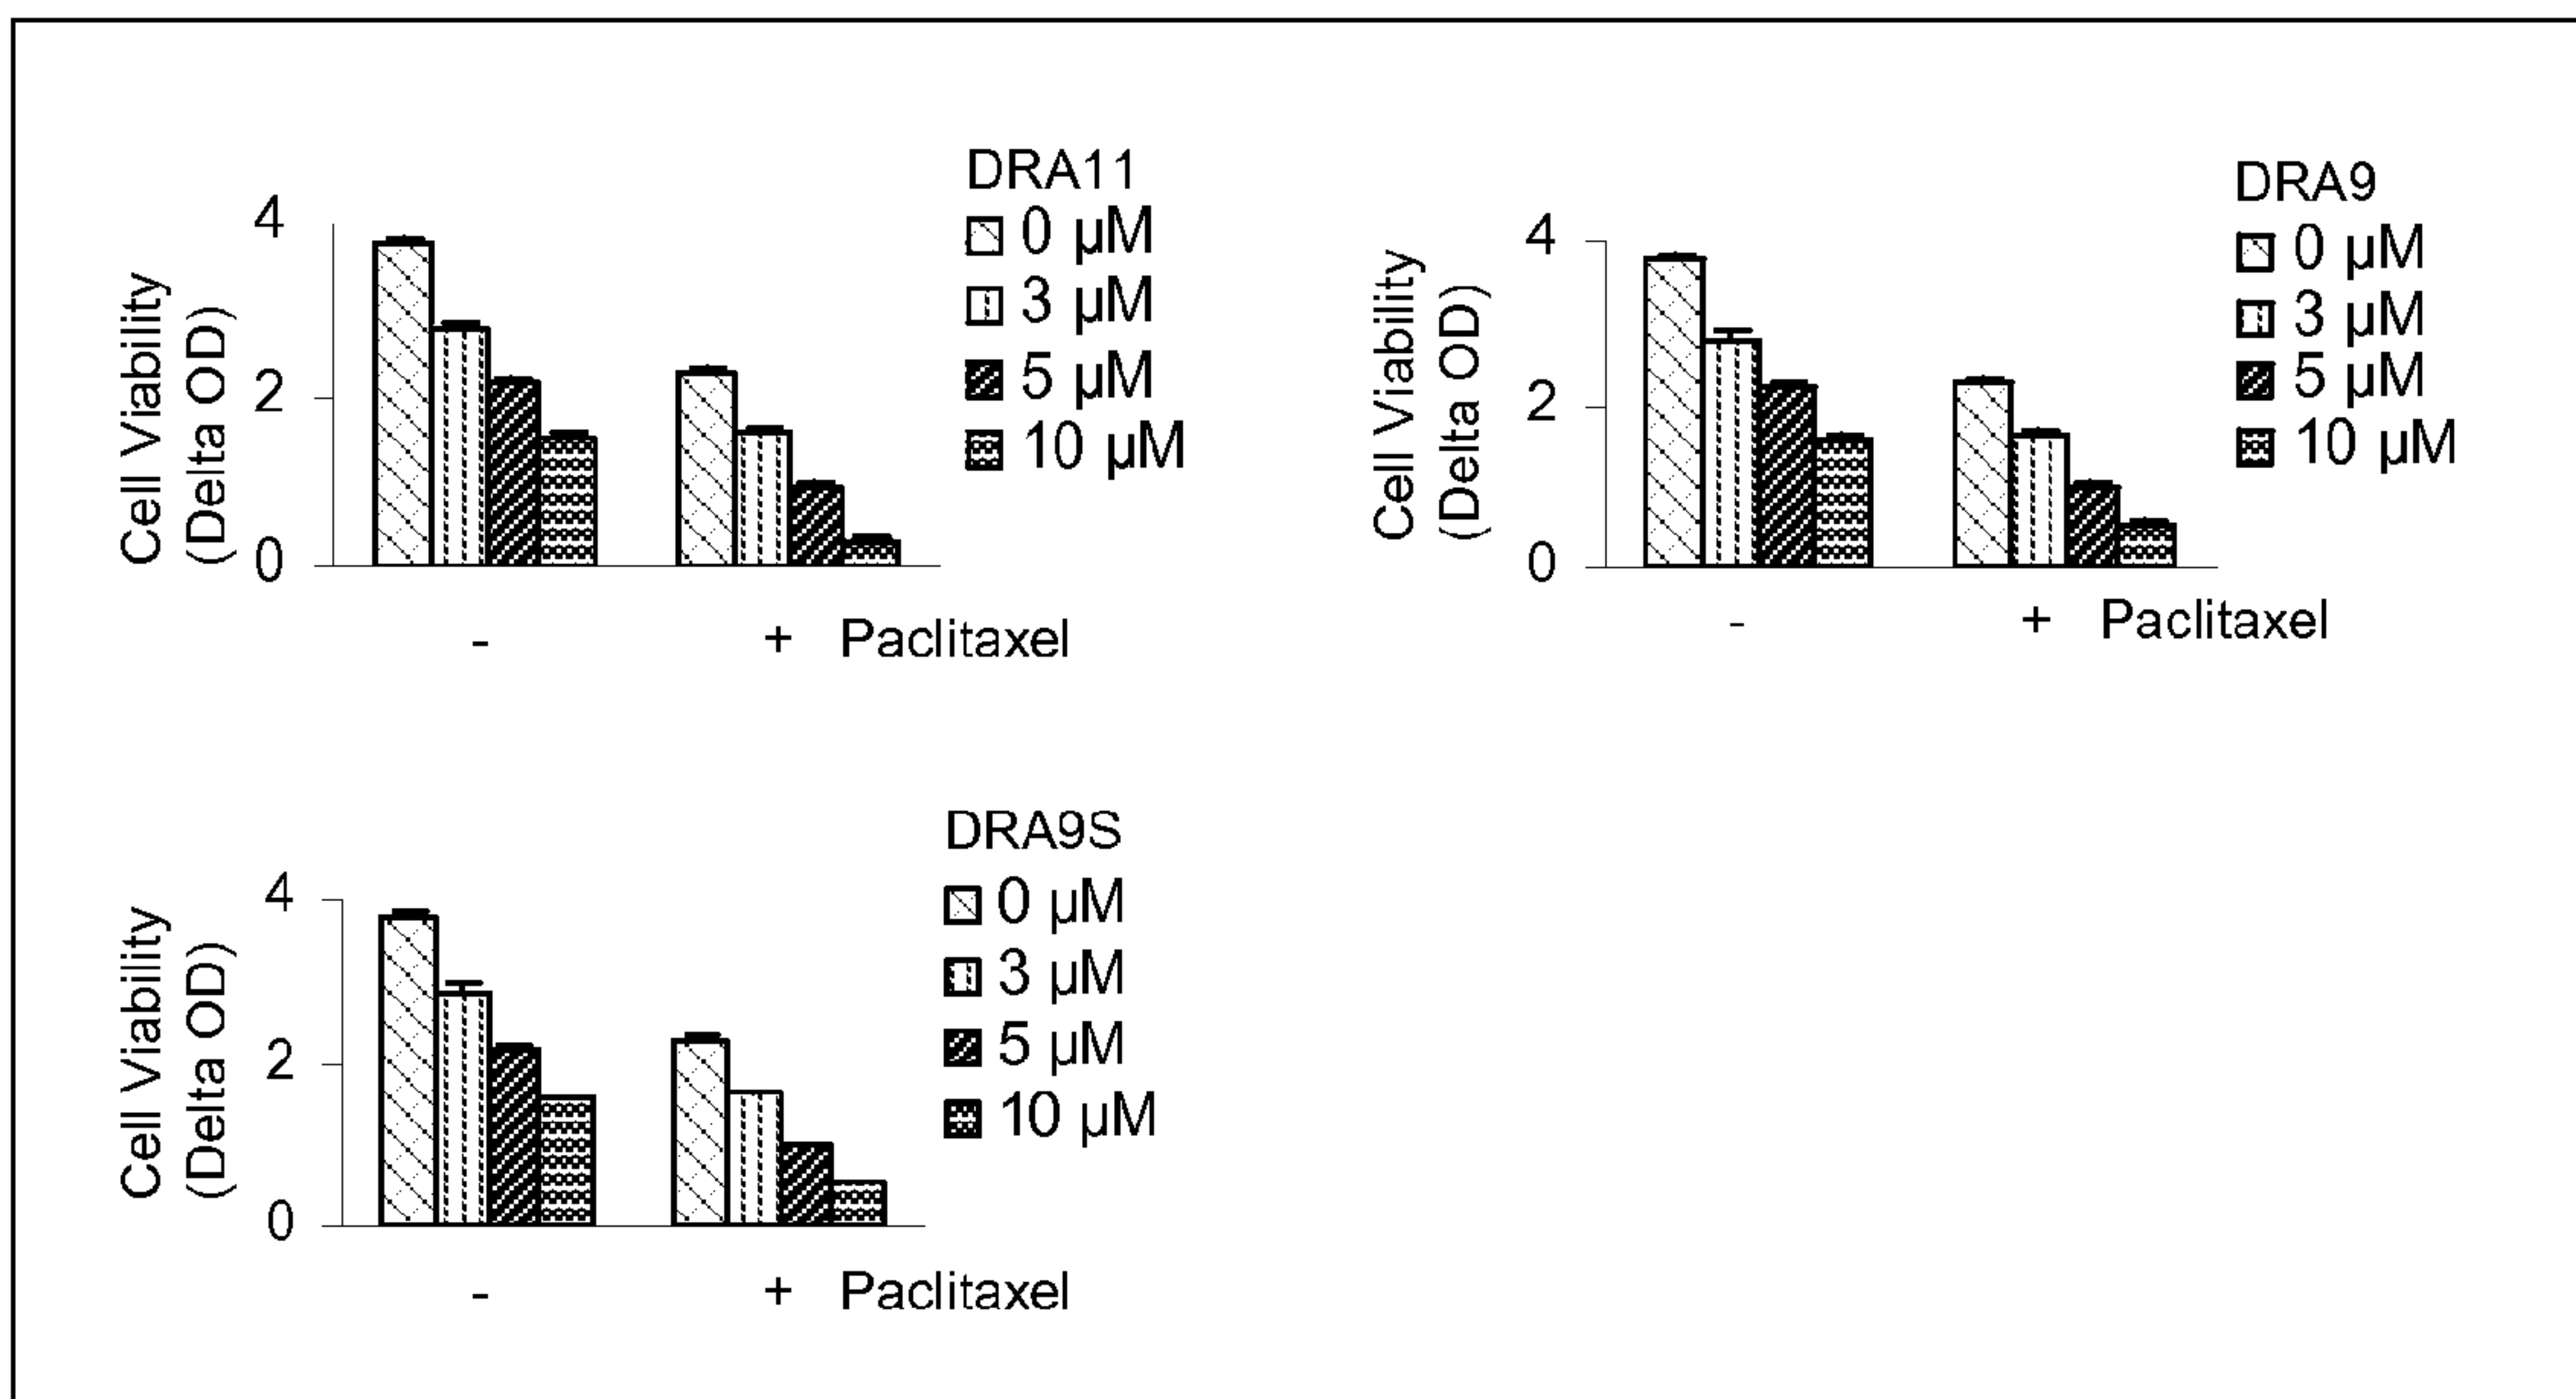 DRA11
0 µM
3 µM
5 µM
10 µM
Cell Viability
(Delta OD)
4
2
0
- + Paclitaxel
DRA9
0 µM
3 µM
5 µM
10 µM
Cell Viability
(Delta OD)
4
2
0
- + Paclitaxel
DRA9S
0 µM
3 µM
5 µM
10 µM
Cell Viability
(Delta OD)
4
2
0
- + Paclitaxel